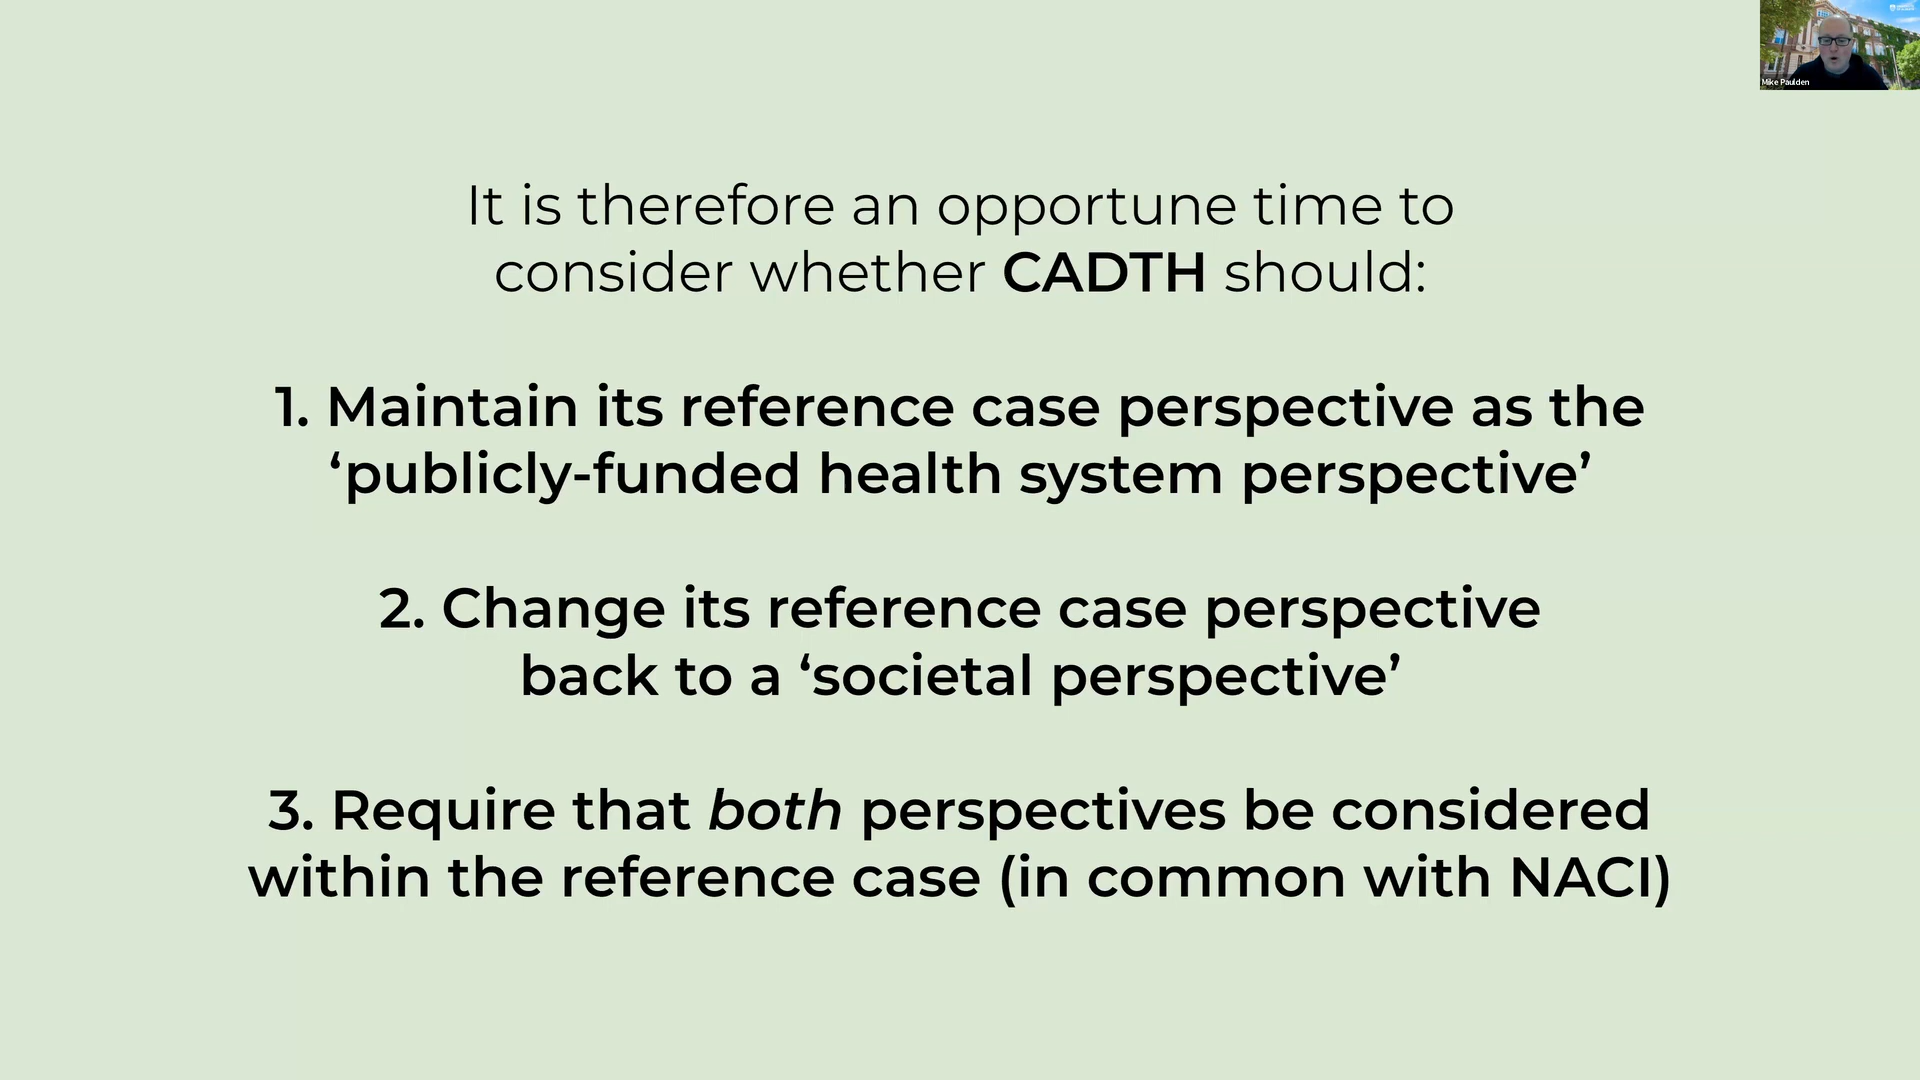 Mike Paulden
It is therefore an opportune time to
consider whether CADTH should:
1. Maintain its reference case perspective as the
‘publicly-funded health system perspective’
2. Change its reference case perspective
back to a ‘societal perspective’
3. Require that both perspectives be considered
within the reference case (in common with NACI)